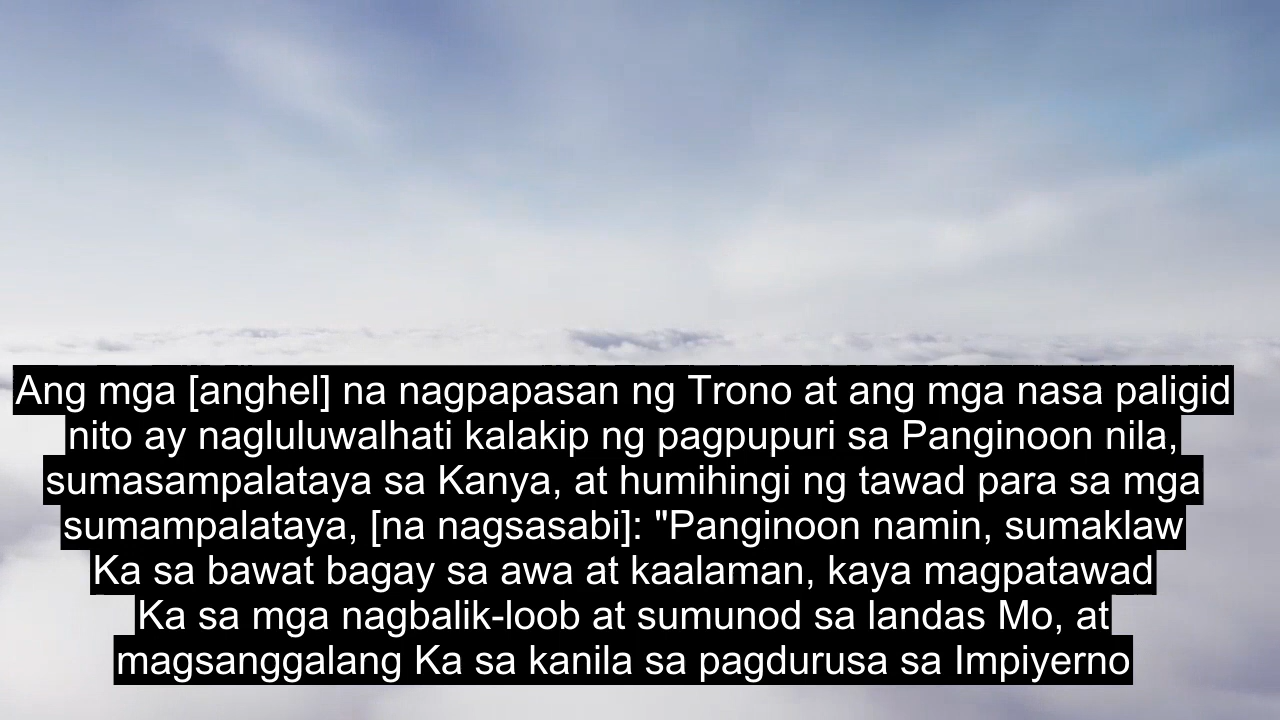 Ang mga [anghel] na nagpapasan ng Trono at ang mga nasa paligid
nito ay nagluluwalhati kalakip ng pagpupuri sa Panginoon nila,
sumasampalataya sa Kanya, at humihingi ng tawad para sa mga
sumampalataya, [na nagsasabi]: "Panginoon namin, sumaklaw
Ka sa bawat bagay sa awa at kaalaman, kaya magpatawad
Ka sa mga nagbalik-loob at sumunod sa landas Mo, at
magsanggalang Ka sa kanila sa pagdurusa sa Impiyerno